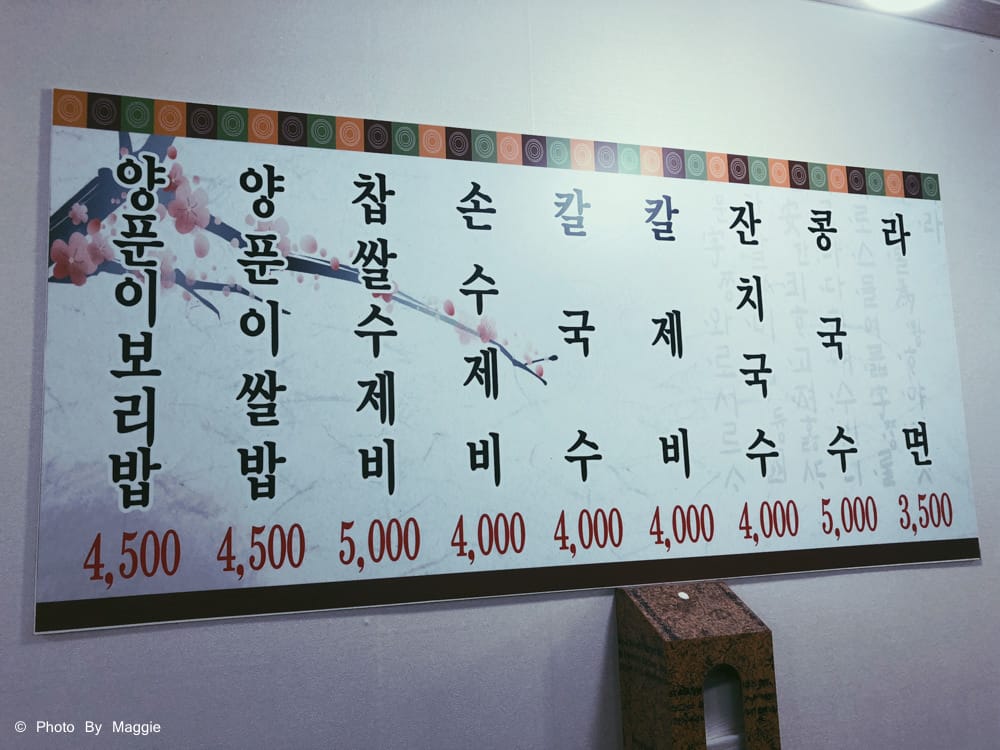 양푼이보리밥
4,500
양푼이쌀밥
4,500
찹쌀수제비
5,000
손수제비
4,000
칼국수
4,000
칼제비
4,000
잔치국수
4,000
콩국수
5,000
라면
3,500
© Photo By Maggie